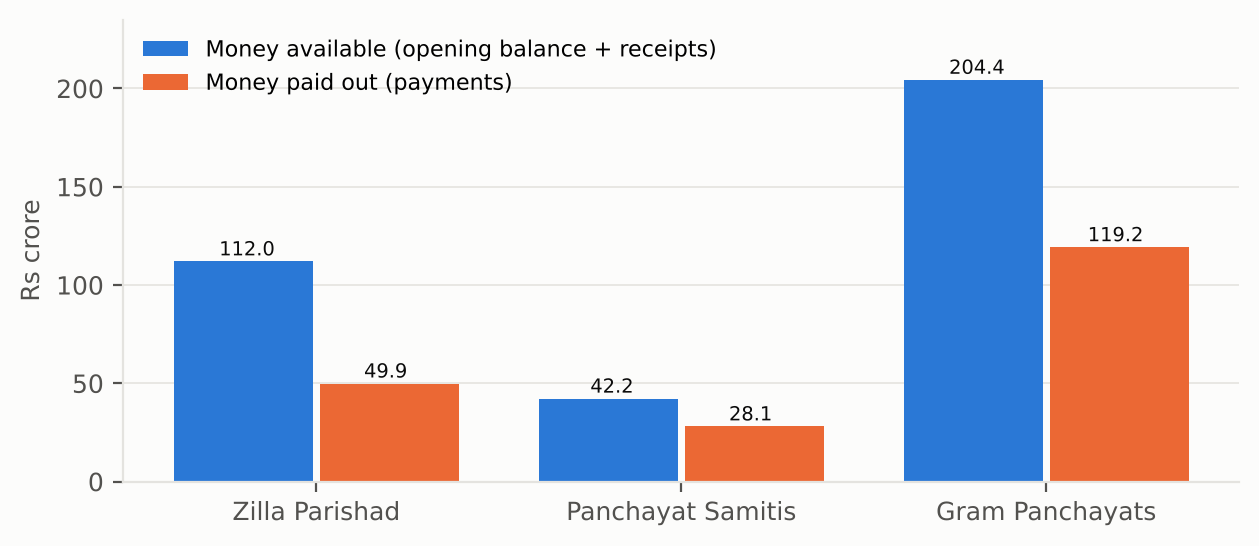 Money available (opening balance + receipts)
Money paid out (payments)
Rs crore
200
150
100
50
0
112.0
49.9
42.2
28.1
204.4
119.2
Zilla Parishad
Panchayat Samitis
Gram Panchayats